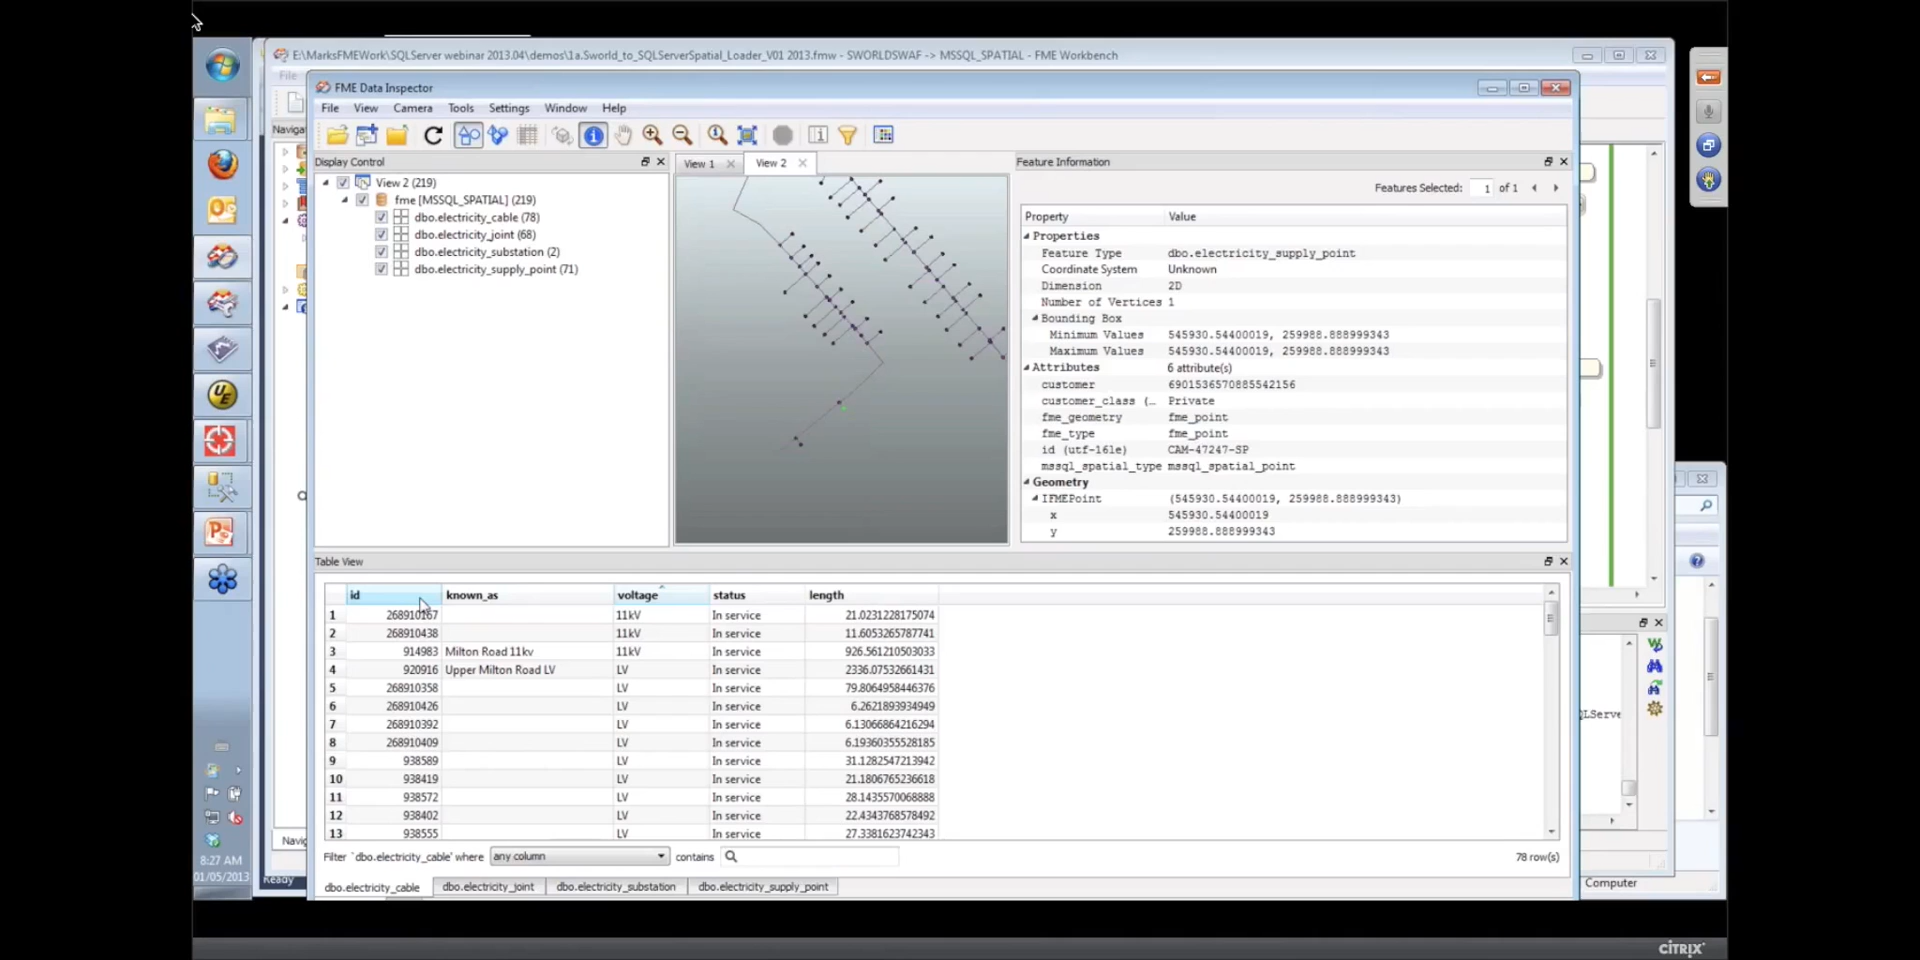 E:\MarksFMEWork\SQLServer webinar 2013.04\demos\1a.Sworld_to_SQLServerSpatial_Loader_V01 2013.fmw - SWORLDSWAF -> MSSQL_SPATIAL - FME Workbench
File
FME Data Inspector
File View Camera Tools Settings Window Help
Display Control
View 2 (219)
fme [MSSQL_SPATIAL] (219)
dbo.electricity_cable (78)
dbo.electricity_joint (68)
dbo.electricity_substation (2)
dbo.electricity_supply_point (71)
View 1
View 2
Feature Information
Features Selected: 1 of 1
Property Value
Properties
Feature Type dbo.electricity_supply_point
Coordinate System Unknown
Dimension 2D
Number of Vertices 1
Bounding Box
Minimum Values 545930.54400019, 259988.888999343
Maximum Values 545930.54400019, 259988.888999343
Attributes 6 attribute(s)
customer 6901536570885542156
customer_class (… Private
fme_geometry fme_point
fme_type fme_point
id (utf-16le) CAM-47247-SP
mssql_spatial_type mssql_spatial_point
Geometry
IFMEPoint (545930.54400019, 259988.888999343)
x 545930.54400019
y 259988.888999343
Table View
id known_as voltage status length
1 268910167 11kV In service 21.0231228175074
2 268910438 11kV In service 11.6053265787741
3 914983 Milton Road 11kv 11kV In service 926.561210503033
4 920916 Upper Milton Road LV LV In service 2336.07532661431
5 268910358 LV In service 79.8064958446376
6 268910426 LV In service 6.2621893934949
7 268910392 LV In service 6.13066864216294
8 268910409 LV In service 6.19360355528185
9 938589 LV In service 31.1282547213942
10 938419 LV In service 21.1806765236618
11 938572 LV In service 28.1435570068888
12 938402 LV In service 22.4343768578492
13 938555 LV In service 27.3381623742343
Filter 'dbo.electricity_cable' where any column contains
78 row(s)
dbo.electricity_cable dbo.electricity_joint dbo.electricity_substation dbo.electricity_supply_point
Navig
Ready
8:27 AM
01/05/2013
Computer
CITRIX